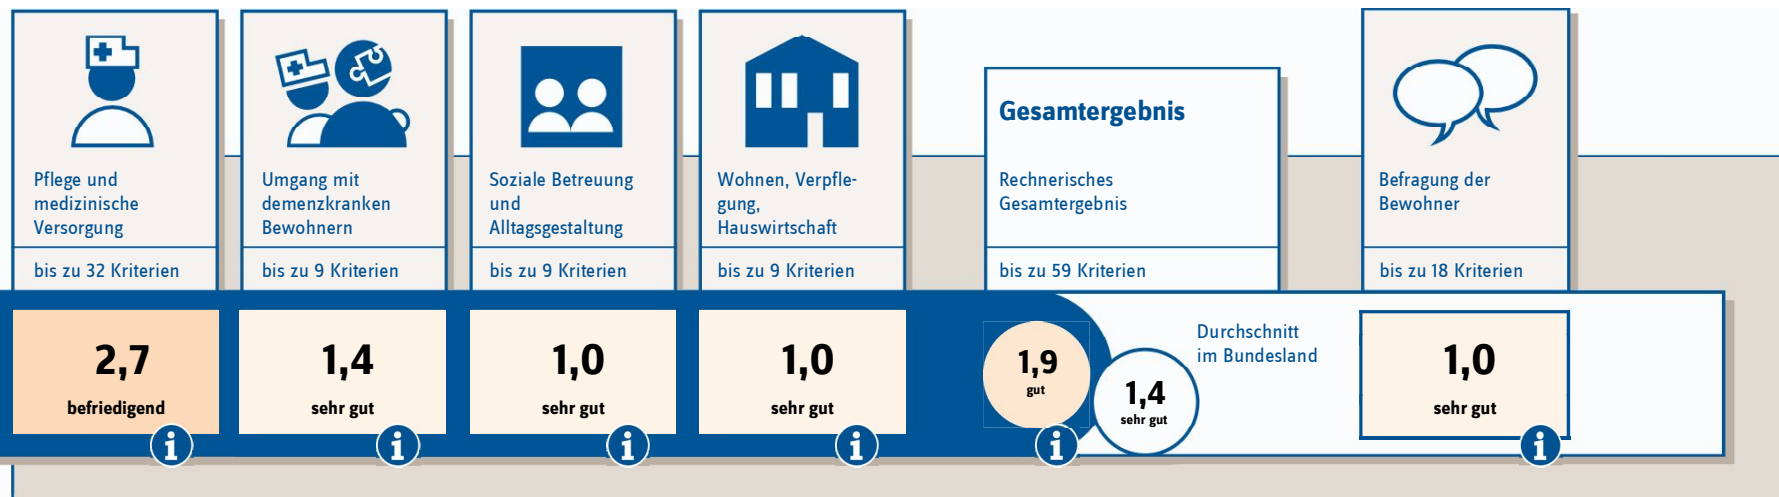 Pflege und
medizinische
Versorgung
bis zu 32 Kriterien
2,7
befriedigend
i
Umgang mit
demenzkranken
Bewohnern
bis zu 9 Kriterien
1,4
sehr gut
i
Soziale Betreuung
und
Alltagsgestaltung
bis zu 9 Kriterien
1,0
sehr gut
i
Wohnen, Verpfle-
gung,
Hauswirtschaft
bis zu 9 Kriterien
1,0
sehr gut
i
Gesamtergebnis
Rechnerisches
Gesamtergebnis
bis zu 59 Kriterien
1,9
gut
i
Durchschnitt
im Bundesland
1,4
sehr gut
Befragung der
Bewohner
bis zu 18 Kriterien
1,0
sehr gut
i